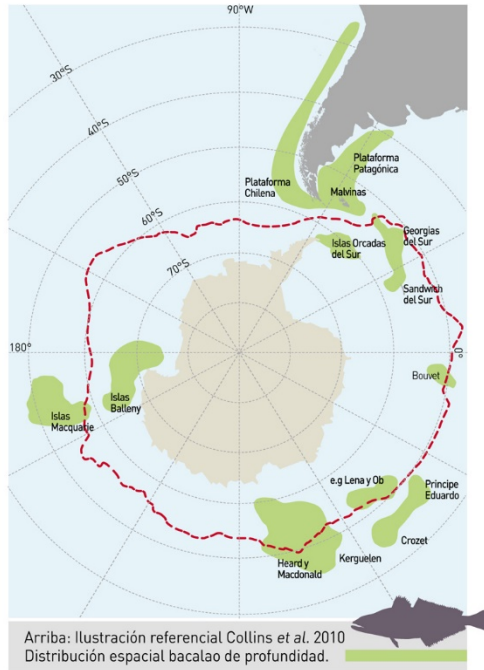 90°W
30°S
40°S
50°S
60°S
70°S
Plataforma
Chilena
Plataforma
Patagónica
Malvinas
Islas Orcadas
del Sur
Georgias
del Sur
Sandwich
del Sur
180°
0°
Bouvet
Islas
Balleny
Islas
Macquarie
e.g Lena y Ob
Principe
Eduardo
Crozet
Kerguelen
Heard y
Macdonald
Arriba: Ilustración referencial Collins et al. 2010
Distribución espacial bacalao de profundidad.